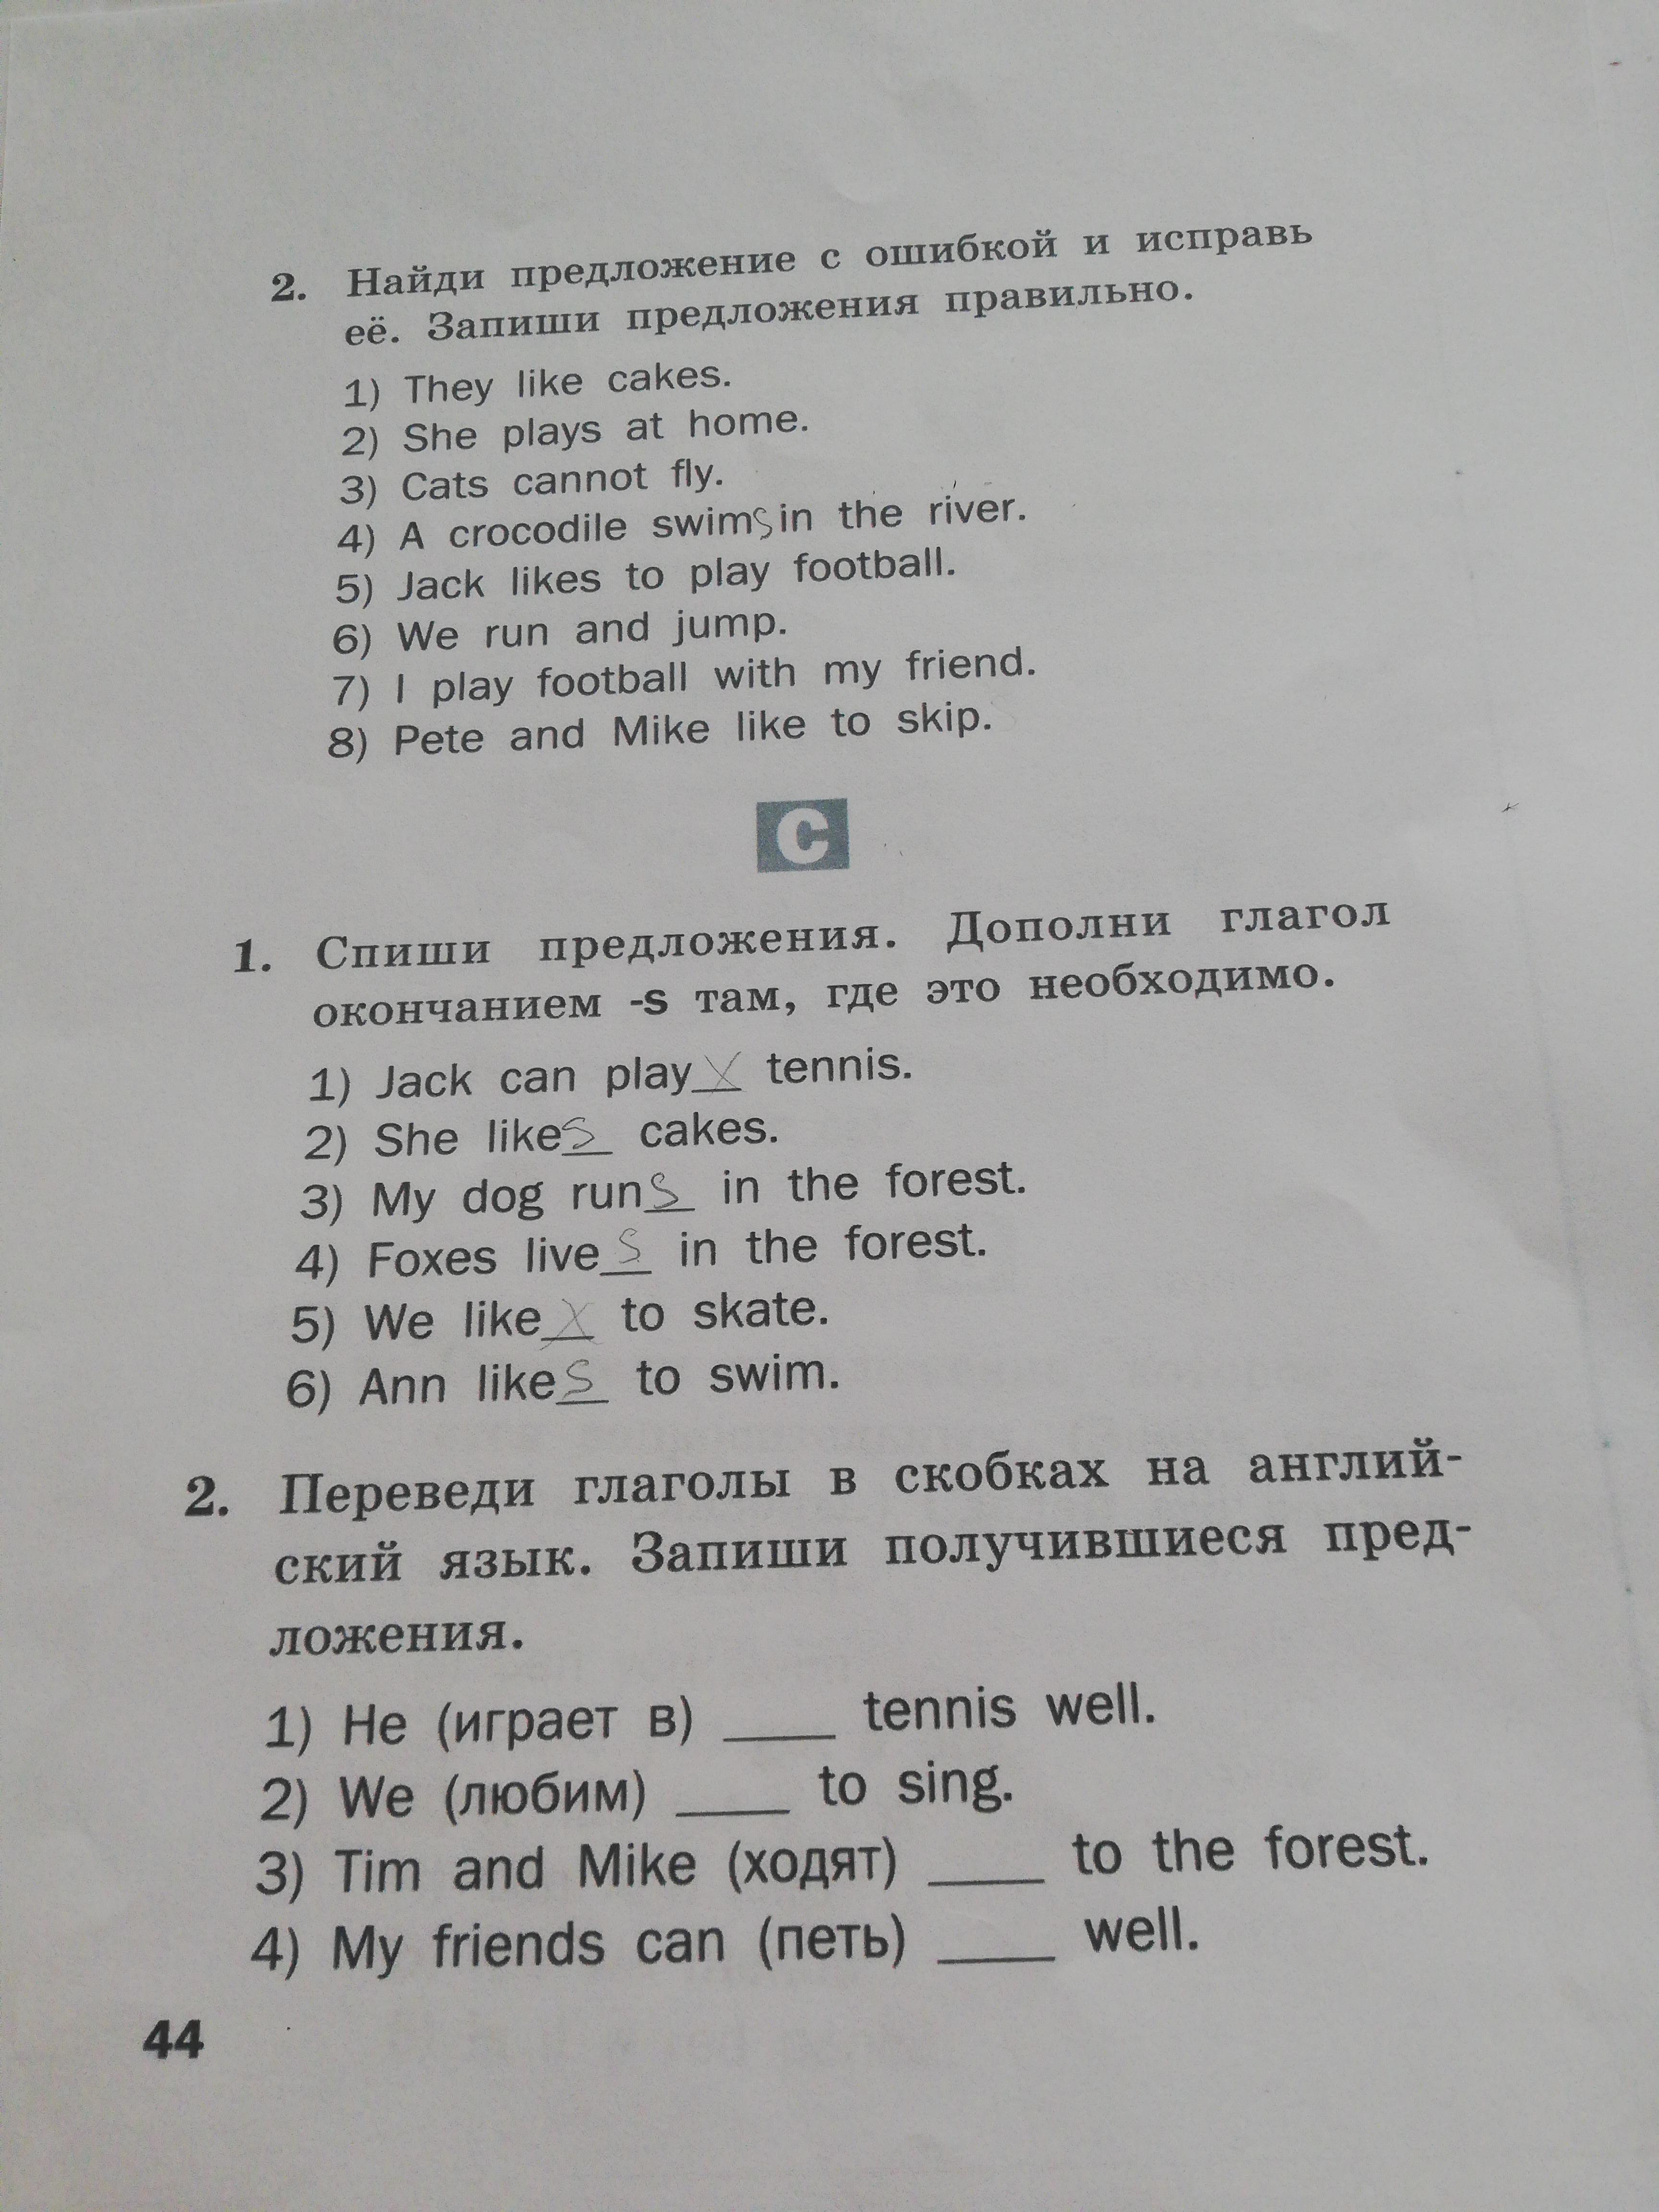 2. Найди предложение с ошибкой и исправь
её. Запиши предложения правильно.
1) They like cakes.
2) She plays at home.
3) Cats cannot fly.
4) A crocodile swims in the river.
5) Jack likes to play football.
6) We run and jump.
7) I play football with my friend.
8) Pete and Mike like to skip.
C
1. Спиши предложения. Дополни глагол
окончанием -s там, где это необходимо.
1) Jack can play_x_ tennis.
2) She likes_ cakes.
3) My dog runs_ in the forest.
4) Foxes lives_ in the forest.
5) We like_x_ to skate.
6) Ann likes_ to swim.
2. Переведи глаголы в скобках на англий-
ский язык. Запиши получившиеся пред-
ложения.
1) He (играет в) ____ tennis well.
2) We (любим) ____ to sing.
3) Tim and Mike (ходят) ____ to the forest.
4) My friends can (петь) ____ well.
44